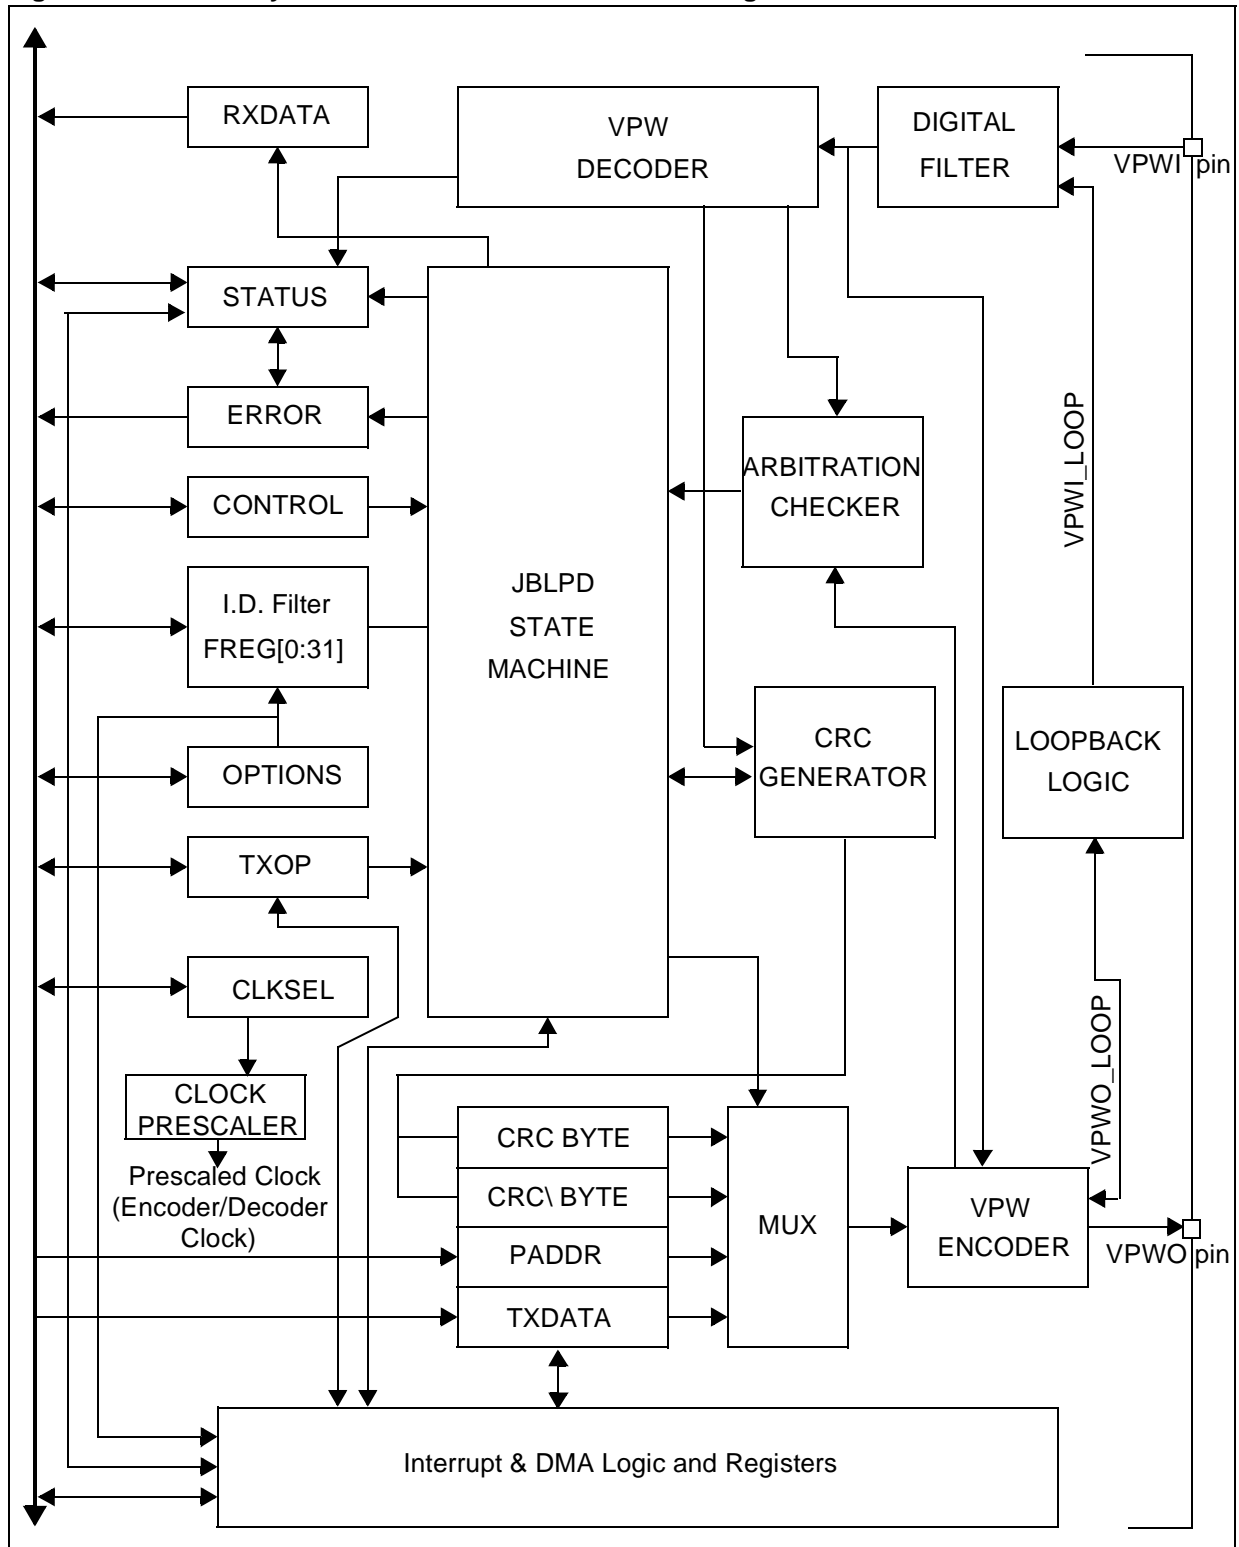 RXDATA
VPW
DECODER
DIGITAL
FILTER
VPWI pin
STATUS
ERROR
CONTROL
I.D. Filter
FREG[0:31]
OPTIONS
TXOP
CLKSEL
CLOCK
PRESCALER
Prescaled Clock
(Encoder/Decoder
Clock)
JBLPD
STATE
MACHINE
ARBITRATION
CHECKER
CRC
GENERATOR
VPWI_LOOP
LOOPBACK
LOGIC
VPWO_LOOP
CRC BYTE
CRC\ BYTE
PADDR
TXDATA
MUX
VPW
ENCODER
VPWO pin
Interrupt & DMA Logic and Registers